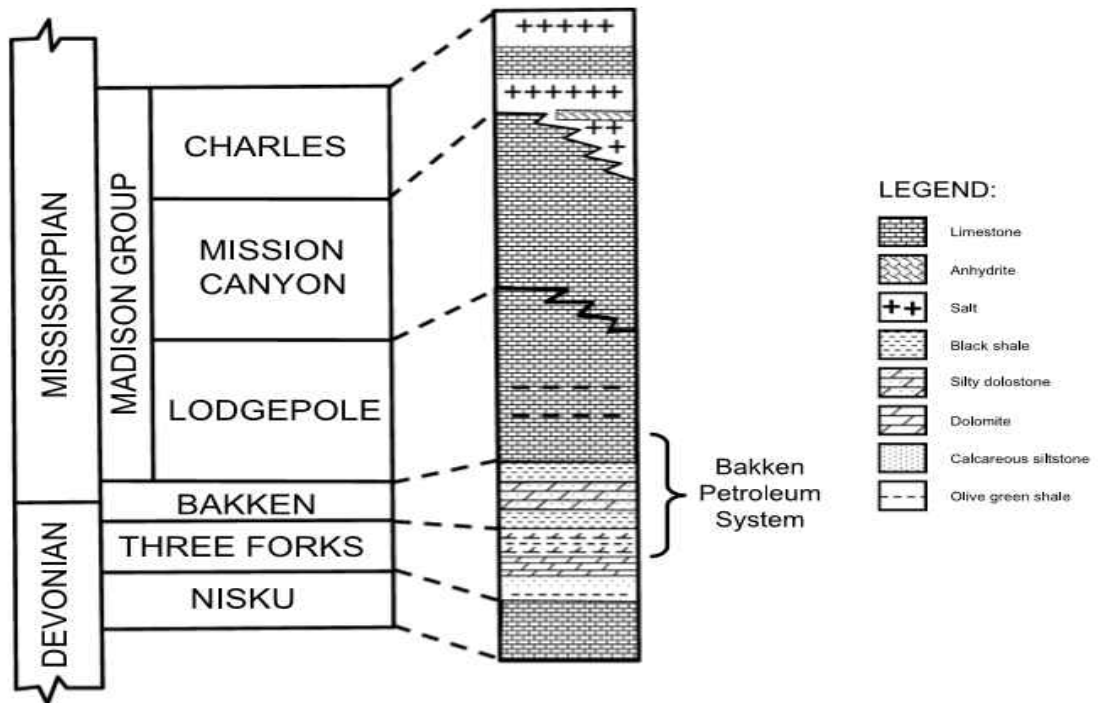 MISSISSIPPIAN
DEVONIAN
MADISON GROUP
CHARLES
MISSION
CANYON
LODGEPOLE
BAKKEN
THREE FORKS
NISKU
Bakken
Petroleum
System
LEGEND:
Limestone
Anhydrite
Salt
Black shale
Silty dolostone
Dolomite
Calcareous siltstone
Olive green shale